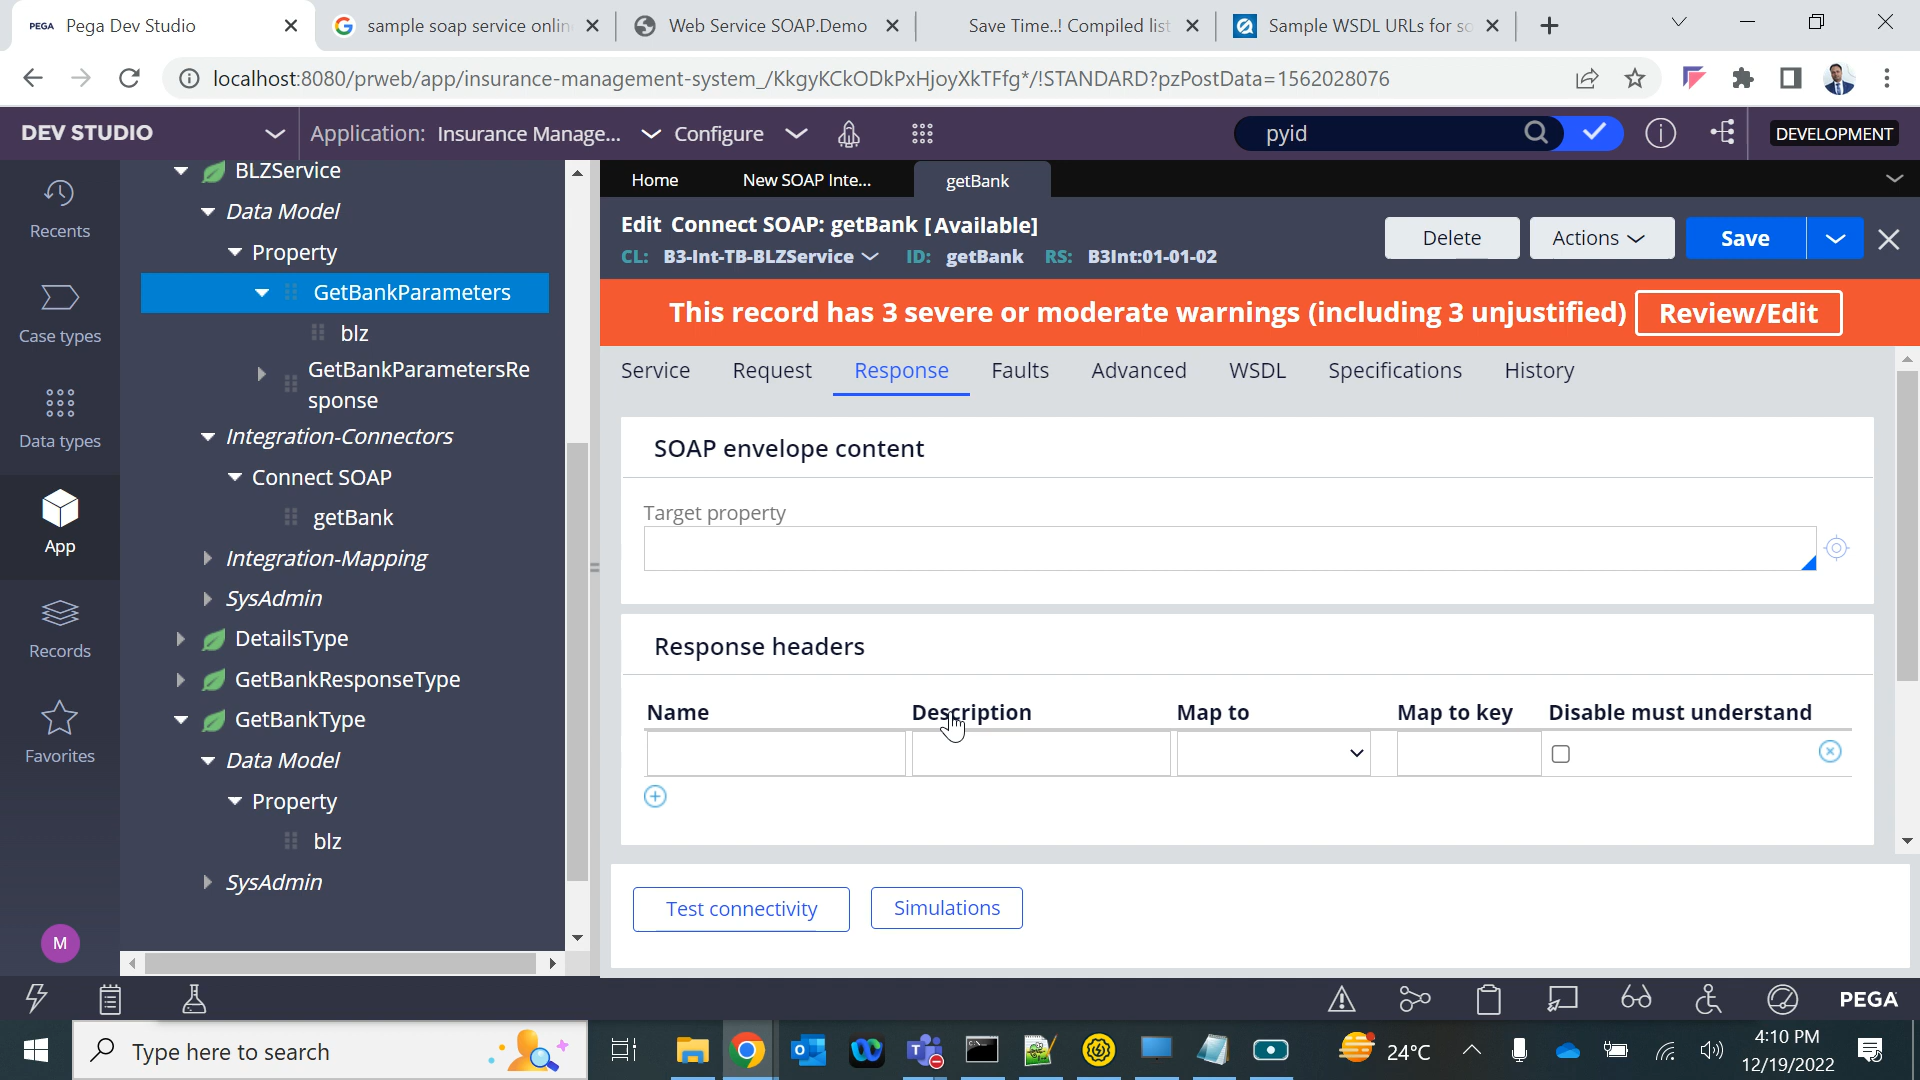 PEGA Pega Dev Studio
sample soap service onlin
Web Service SOAP.Demo
Save Time..! Compiled list
Sample WSDL URLs for so
localhost:8080/prweb/app/insurance-management-system_/KkgyKCkODkPxHjoyXkTFfg*/!STANDARD?pzPostData=1562028076
DEV STUDIO
Application: Insurance Manage...
Configure
pyid
DEVELOPMENT
Recents
Case types
Data types
App
Records
Favorites
M
BLZService
Data Model
Property
GetBankParameters
blz
GetBankParametersRe
sponse
Integration-Connectors
Connect SOAP
getBank
Integration-Mapping
SysAdmin
DetailsType
GetBankResponseType
GetBankType
Data Model
Property
blz
SysAdmin
Home
New SOAP Inte...
getBank
Edit Connect SOAP: getBank [Available]
CL: B3-Int-TB-BLZService ID: getBank RS: B3Int:01-01-02
Delete
Actions
Save
This record has 3 severe or moderate warnings (including 3 unjustified)
Review/Edit
Service Request Response Faults Advanced WSDL Specifications History
SOAP envelope content
Target property
Response headers
Name Description Map to Map to key Disable must understand
Test connectivity
Simulations
PEGA
Type here to search
24°C
4:10 PM
12/19/2022